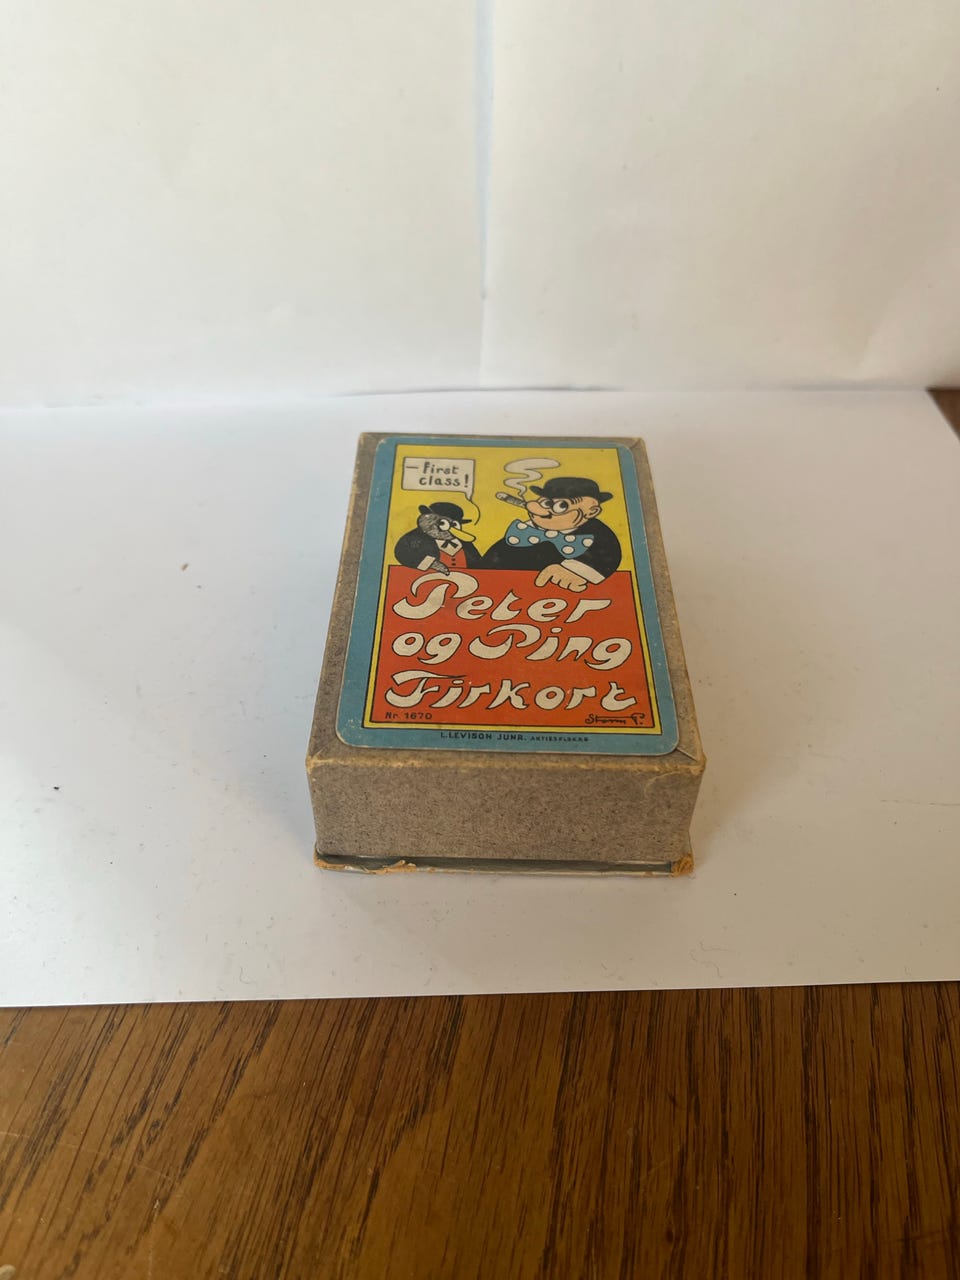 – First
class!
Peter
og Ping
Firkort
Nr. 1670
Storm P.
L. LEVISON JUNR. AKTIESELSKAB